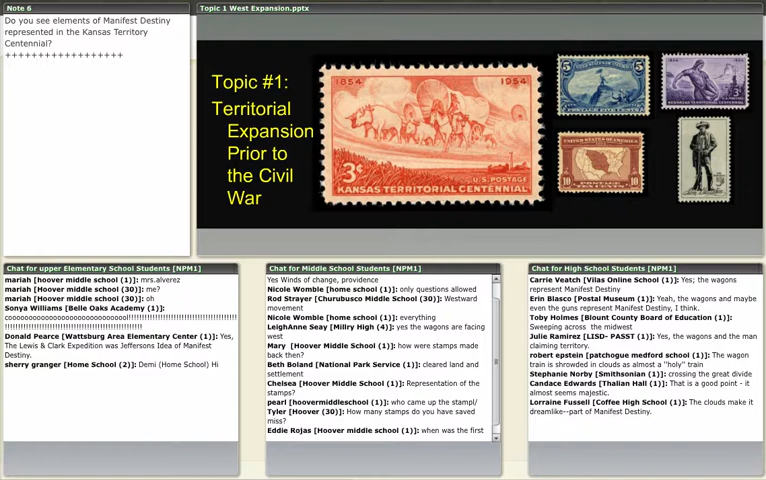 Note 6
Do you see elements of Manifest Destiny
represented in the Kansas Territory
Centennial?
++++++++++++++++++
Topic 1 West Expansion.pptx
Topic #1:
Territorial
Expansion
Prior to
the Civil
War
1854
1954
3¢
U.S. POSTAGE
KANSAS TERRITORIAL CENTENNIAL
5
5
3¢
NEBRASKA TERRITORIAL CENTENNIAL
UNITED STATES OF AMERICA
10
10
Chat for upper Elementary School Students [NPM1]
mariah [hoover middle school (1)]: mrs.alverez
mariah [Hoover middle school (30)]: me?
mariah [Hoover middle school (30)]: oh
Sonya Williams [Belle Oaks Academy (1)]:
Donald Pearce [Wattsburg Area Elementary Center (1)]: Yes,
The Lewis & Clark Expedition was Jeffersons Idea of Manifest
Destiny.
sherry granger [Home School (2)]: Demi (Home School) Hi
Chat for Middle School Students [NPM1]
Yes Winds of change, providence
Nicole Womble [home school (1)]: only questions allowed
Rod Strayer [Churubusco Middle School (30)]: Westward
movement
Nicole Womble [home school (1)]: everything
LeighAnne Seay [Millry High (4)]: yes the wagons are facing
west
Mary [Hoover middle school (1)]: how were stamps made
back then?
Beth Boland [National Park Service (1)]: cleared land and
settlement
Chelsea [Hoover Middle School (1)]: Representation of the
stamps?
pearl [hoovermiddleschool (1)]: who came up the stampl/
Tyler [Hoover (30)]: How many stamps do you have saved
miss?
Eddie Rojas [Hoover middle school (1)]: when was the first
Chat for High School Students [NPM1]
Carrie Veatch [Vilas Online School (1)]: Yes; the wagons
represent Manifest Destiny
Erin Blasco [Postal Museum (1)]: Yeah, the wagons and maybe
even the guns represent Manifest Destiny, I think.
Toby Holmes [Blount County Board of Education (1)]:
Sweeping across  the midwest
Julie Ramirez [LISD- PASST (1)]: Yes, the wagons and the man
claiming territory.
robert epstein [patchogue medford school (1)]: The wagon
train is shrowded in clouds as almost a "holy" train
Stephanie Norby [Smithsonian (1)]: crossing the great divide
Candace Edwards [Thalian Hall (1)]: That is a good point - it
almost seems majestic.
Lorraine Fussell [Coffee High School (1)]: The clouds make it
dreamlike--part of Manifest Destiny.